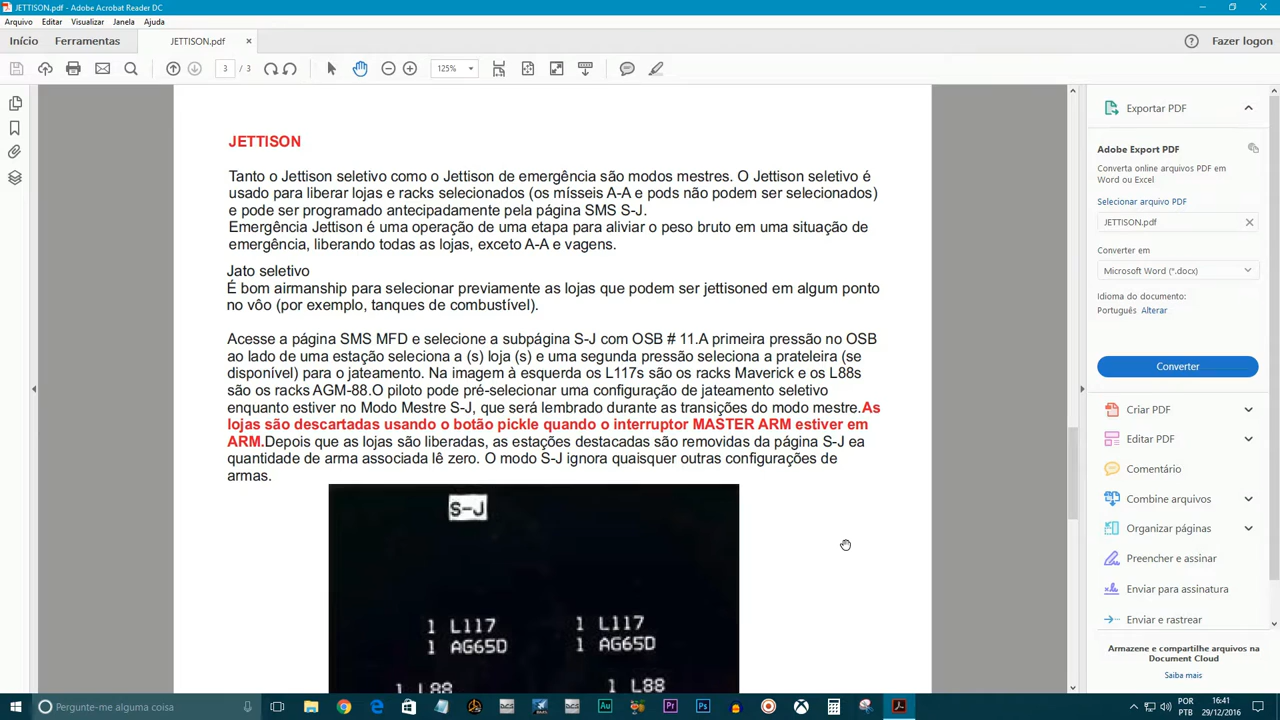 JETTISON.pdf - Adobe Acrobat Reader DC
Arquivo Editar Visualizar Janela Ajuda
Início Ferramentas JETTISON.pdf × Fazer logon
3 / 3 125%
JETTISON
Tanto o Jettison seletivo como o Jettison de emergência são modos mestres. O Jettison seletivo é
usado para liberar lojas e racks selecionados (os mísseis A-A e pods não podem ser selecionados)
e pode ser programado antecipadamente pela página SMS S-J.
Emergência Jettison é uma operação de uma etapa para aliviar o peso bruto em uma situação de
emergência, liberando todas as lojas, exceto A-A e vagens.
Jato seletivo
É bom airmanship para selecionar previamente as lojas que podem ser jettisoned em algum ponto
no vôo (por exemplo, tanques de combustível).
Acesse a página SMS MFD e selecione a subpágina S-J com OSB # 11.A primeira pressão no OSB
ao lado de uma estação seleciona a (s) loja (s) e uma segunda pressão seleciona a prateleira (se
disponível) para o jateamento. Na imagem à esquerda os L117s são os racks Maverick e os L88s
são os racks AGM-88.O piloto pode pré-selecionar uma configuração de jateamento seletivo
enquanto estiver no Modo Mestre S-J, que será lembrado durante as transições do modo mestre.As
lojas são descartadas usando o botão pickle quando o interruptor MASTER ARM estiver em
ARM.Depois que as lojas são liberadas, as estações destacadas são removidas da página S-J ea
quantidade de arma associada lê zero. O modo S-J ignora quaisquer outras configurações de
armas.
S-J
1 L117 1 L117
1 AG65D 1 AG65D
1 L88 1 L88
Exportar PDF
Adobe Export PDF
Converta online arquivos PDF em
Word ou Excel
Selecionar arquivo PDF
JETTISON.pdf
Converter em
Microsoft Word (*.docx)
Idioma do documento:
Português Alterar
Converter
Criar PDF
Editar PDF
Comentário
Combine arquivos
Organizar páginas
Preencher e assinar
Enviar para assinatura
Enviar e rastrear
Armazene e compartilhe arquivos na
Document Cloud
Saiba mais
Pergunte-me alguma coisa
Au Pr Ps
POR
PTB
16:41
29/12/2016